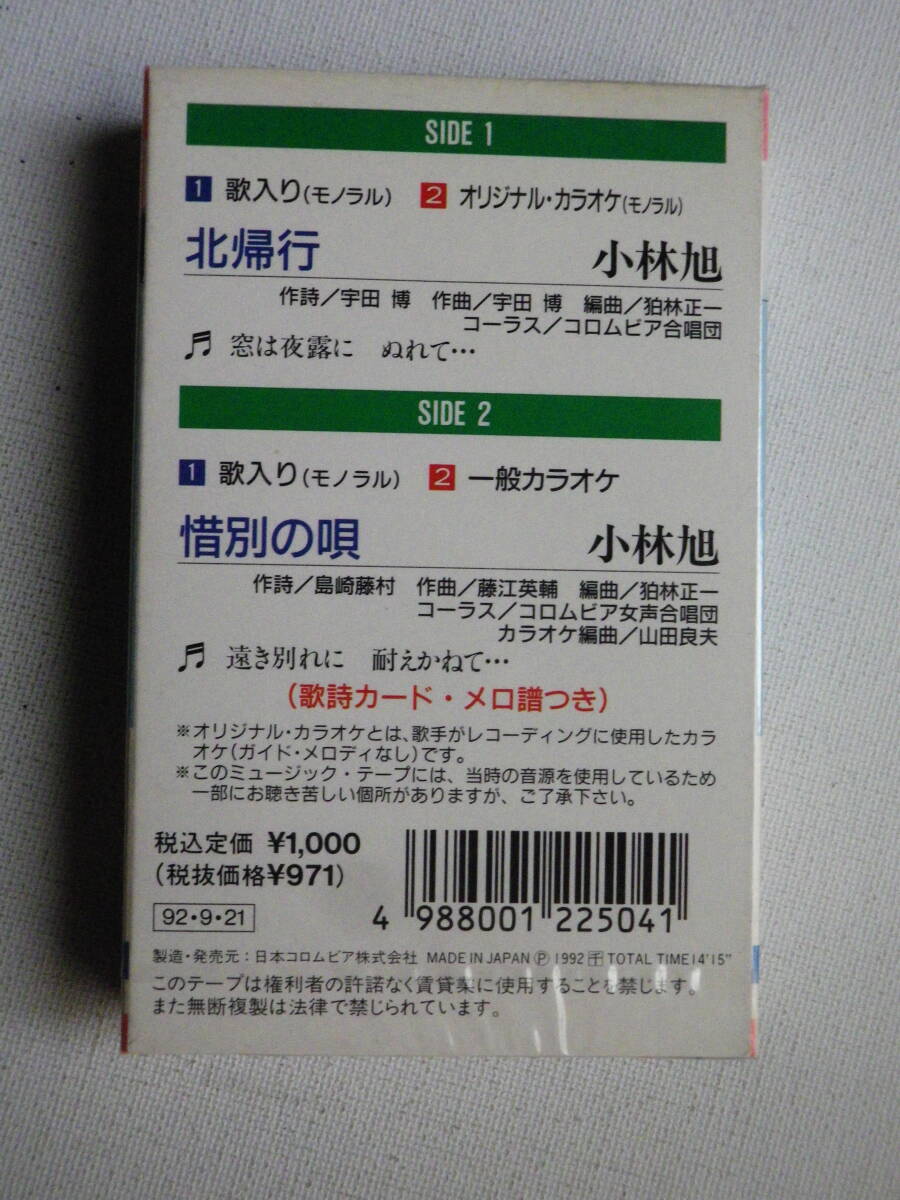 SIDE 1
1 歌入り(モノラル) 2 オリジナル・カラオケ(モノラル)
北帰行 小林旭
作詩/宇田 博 作曲/宇田 博 編曲/狛林正一
コーラス/コロムビア合唱団
♬ 窓は夜露に ぬれて…
SIDE 2
1 歌入り(モノラル) 2 一般カラオケ
惜別の唄 小林旭
作詩/島崎藤村 作曲/藤江英輔 編曲/狛林正一
コーラス/コロムビア女声合唱団
カラオケ編曲/山田良夫
♬ 遠き別れに 耐えかねて…
(歌詩カード・メロ譜つき)
※オリジナル・カラオケとは、歌手がレコーディングに使用したカラ
オケ(ガイド・メロディなし)です。
※このミュージック・テープには、当時の音源を使用しているため
一部にお聴き苦しい個所がありますが、ご了承下さい。
税込定価 ¥1,000
(税抜価格¥971)
92・9・21
4 988001 225041
製造・発売元:日本コロムビア株式会社 MADE IN JAPAN Ⓟ 1992 TOTAL TIME14'15"
このテープは権利者の許諾なく賃貸業に使用することを禁じます。
また無断複製は法律で禁じられています。